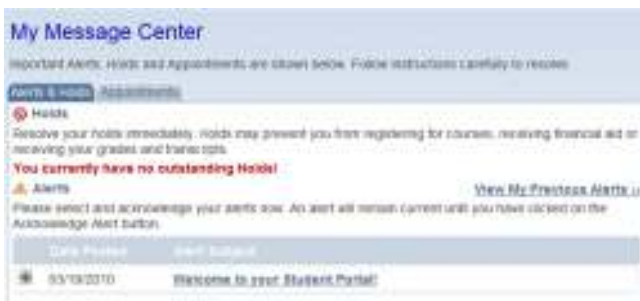 My Message Center
Important Alerts, Holds and Appointments are shown below. Follow instructions carefully to resolve.
Alerts & Holds Appointments
Holds
Resolve your holds immediately. Holds may prevent you from registering for courses, receiving financial aid or
receiving your grades and transcripts.
You currently have no outstanding Holds!
Alerts
View My Previous Alerts
Please select and acknowledge your alerts now. An alert will remain current until you have clicked on the
Acknowledge Alert button.
Date Posted Alert Subject
03/19/2010 Welcome to your Student Portal!